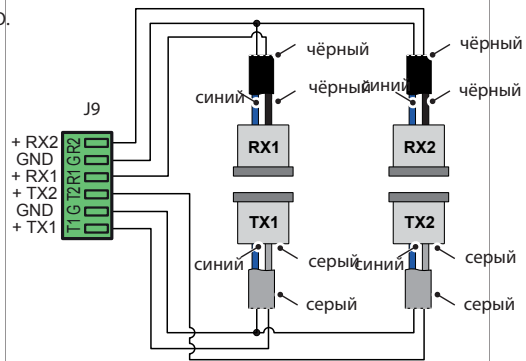 О.
чёрный
чёрный
чёрный
чёрный
синий
синий
J9
+ RX2
GND
+ RX1
+ TX2
GND
+ TX1
R2
G
R1
T2
G
T1
RX1
RX2
TX1
TX2
синий
серый
синий
серый
серый
серый